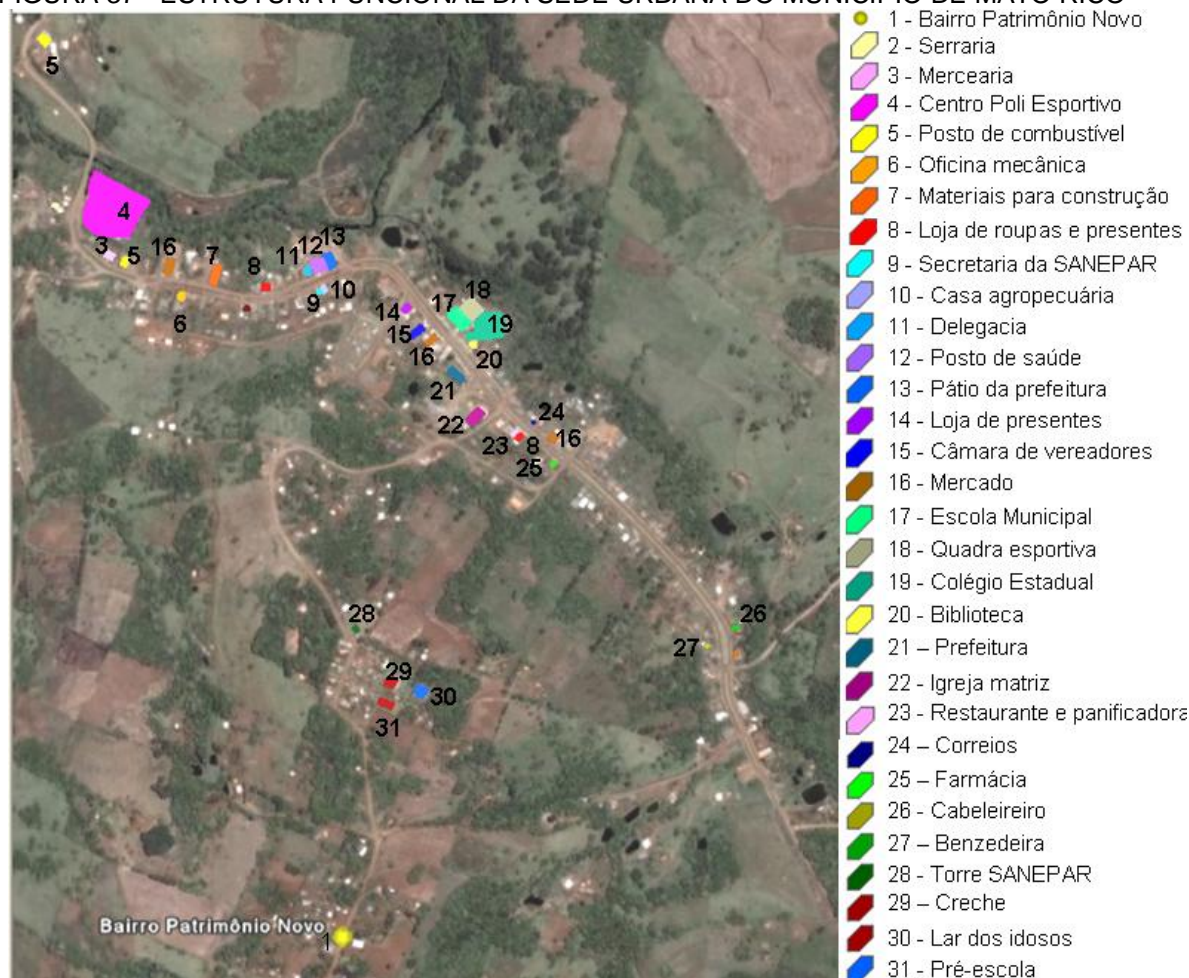 FIGURA 37 - ESTRUTURA FUNCIONAL DA SEDE URBANA DO MUNICÍPIO DE MATO RICO
1 - Bairro Patrimônio Novo
2 - Serraria
3 - Mercearia
4 - Centro Poli Esportivo
5 - Posto de combustível
6 - Oficina mecânica
7 - Materiais para construção
8 - Loja de roupas e presentes
9 - Secretaria da SANEPAR
10 - Casa agropecuária
11 - Delegacia
12 - Posto de saúde
13 - Pátio da prefeitura
14 - Loja de presentes
15 - Câmara de vereadores
16 - Mercado
17 - Escola Municipal
18 - Quadra esportiva
19 - Colégio Estadual
20 - Biblioteca
21 – Prefeitura
22 - Igreja matriz
23 - Restaurante e panificadora
24 – Correios
25 – Farmácia
26 - Cabeleireiro
27 – Benzedeira
28 - Torre SANEPAR
29 – Creche
30 - Lar dos idosos
31 - Pré-escola
5
4
3
5
16
7
8
11
12
13
6
9
10
14
17
18
19
15
16
20
21
22
24
23
8
16
25
28
26
27
29
30
31
Bairro Patrimônio Novo
1